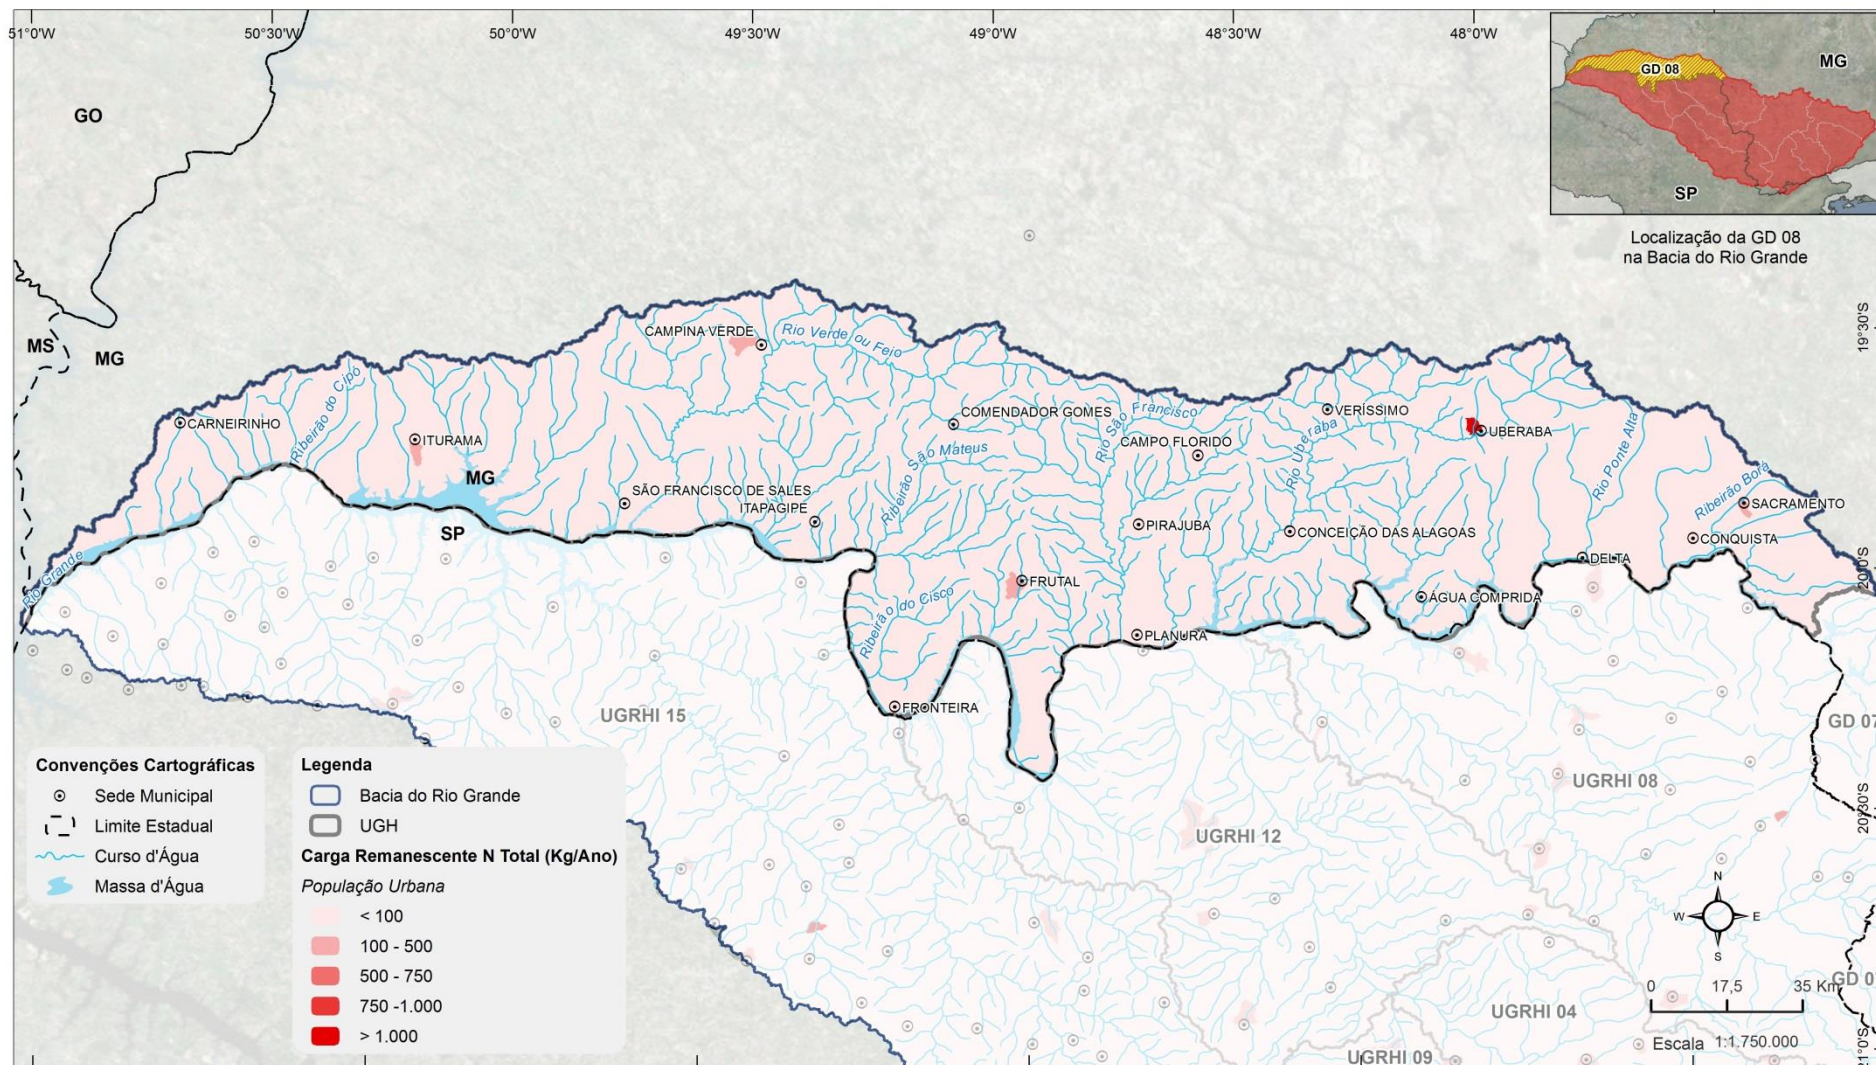 51°0'W
50°30'W
50°0'W
49°30'W
49°0'W
48°30'W
48°0'W
GO
MG
GD 08
SP
Localização da GD 08
na Bacia do Rio Grande
19°30'S
MS
MG
CAMPINA VERDE
Rio Verde ou Feio
Ribeirão do Cipó
CARNEIRINHO
ITURAMA
COMENDADOR GOMES
Rio São Francisco
VERÍSSIMO
CAMPO FLORIDO
Rio Uberaba
UBERABA
Ribeirão São Mateus
Rio Ponte Alta
MG
SÃO FRANCISCO DE SALES
ITAPAGIPE
Ribeirão Borá
SACRAMENTO
SP
PIRAJUBA
CONCEIÇÃO DAS ALAGOAS
CONQUISTA
DELTA
Rio Grande
20°0'S
FRUTAL
Ribeirão do Cisco
ÁGUA COMPRIDA
PLANURA
FRONTEIRA
UGRHI 15
GD 07
UGRHI 08
20°30'S
UGRHI 12
Convenções Cartográficas
Sede Municipal
Limite Estadual
Curso d'Água
Massa d'Água
Legenda
Bacia do Rio Grande
UGH
Carga Remanescente N Total (Kg/Ano)
População Urbana
< 100
100 - 500
500 - 750
750 -1.000
> 1.000
N
W
E
S
GD 0
0
17,5
35 Km
UGRHI 04
Escala 1:1.750.000
UGRHI 09
21°0'S